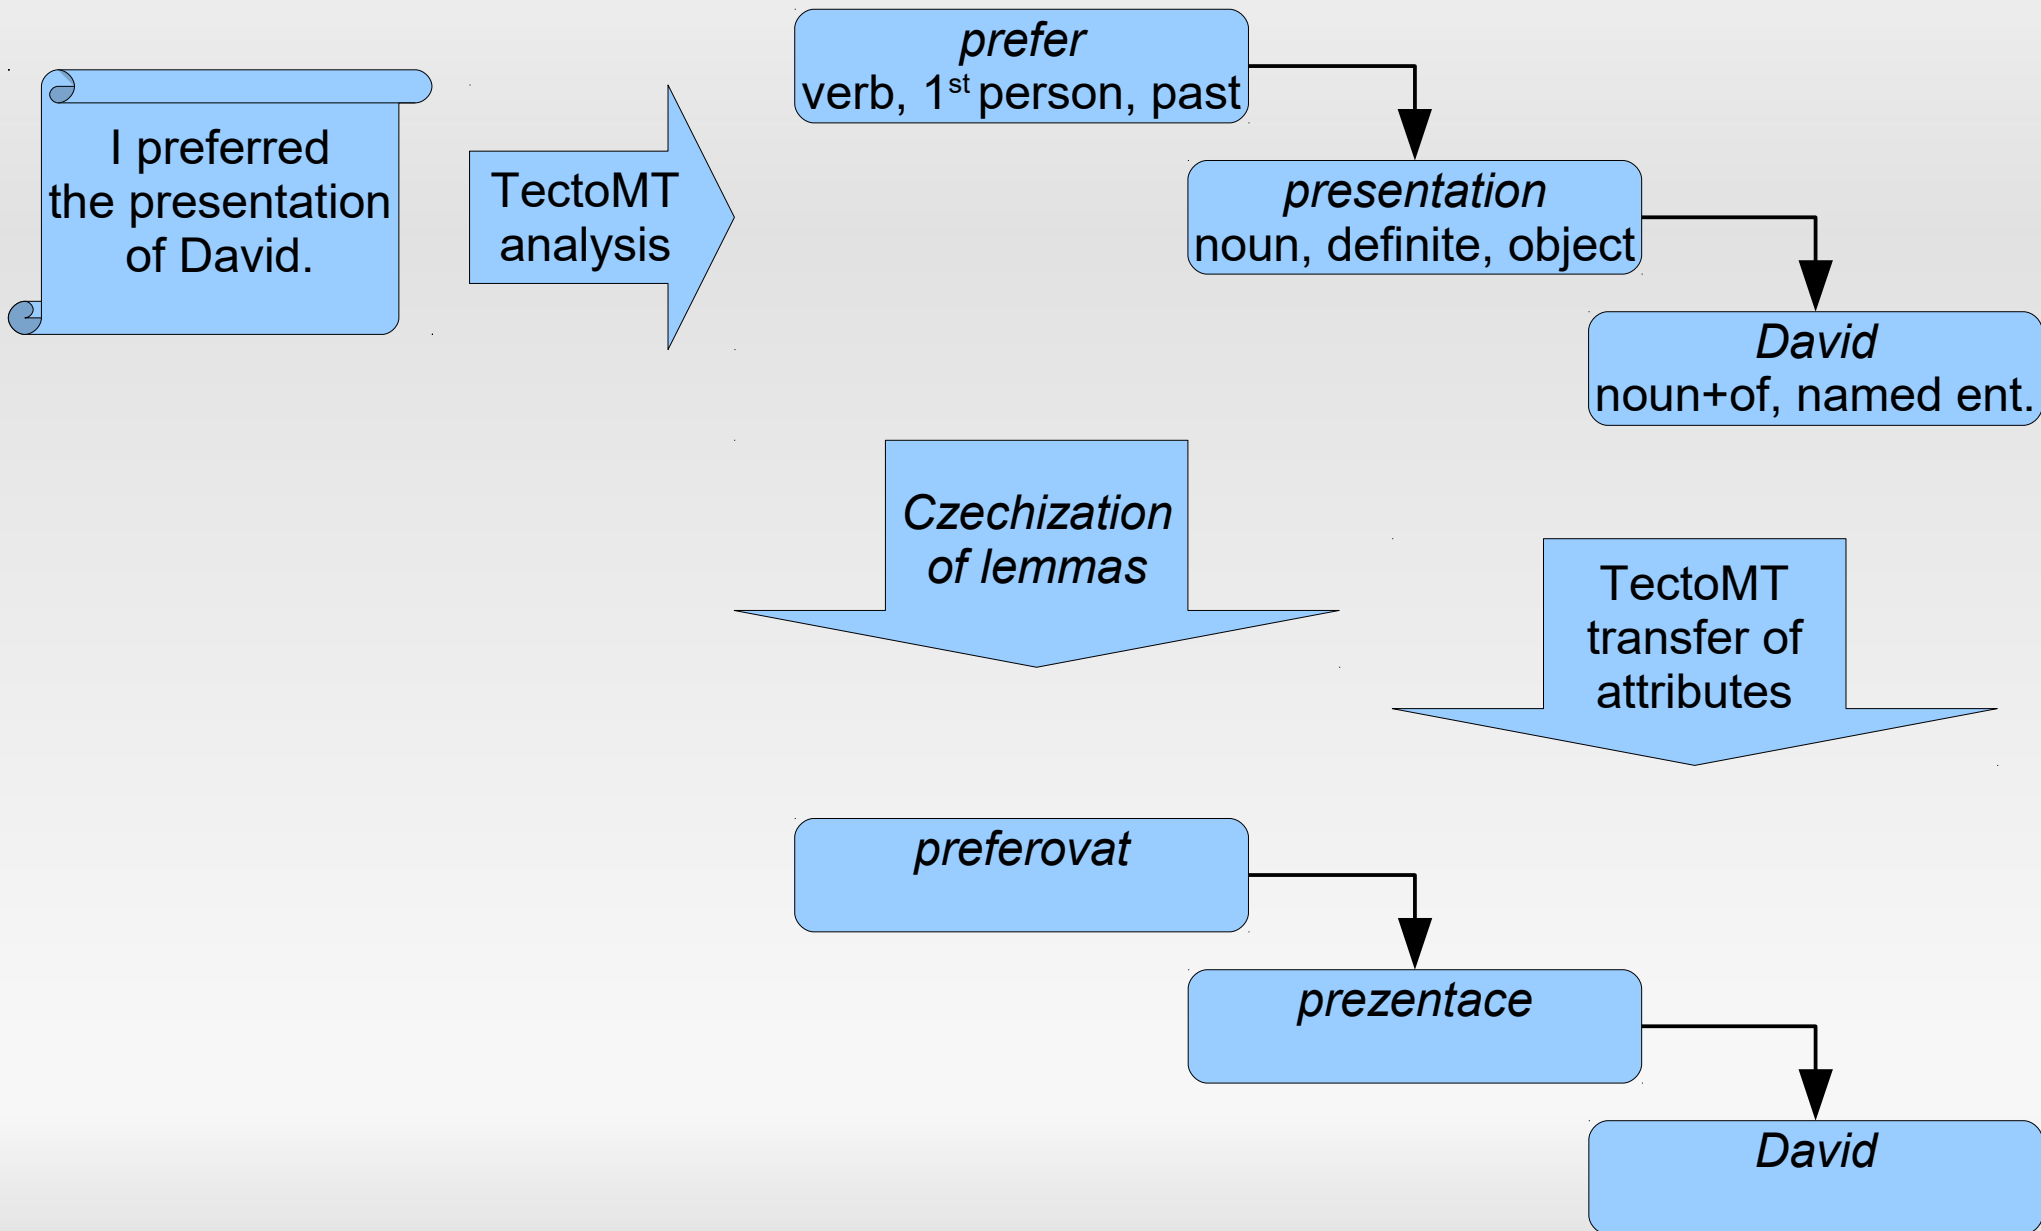 I preferred
the presentation
of David.
TectoMT
analysis
prefer
verb, 1st person, past
presentation
noun, definite, object
David
noun+of, named ent.
Czechization
of lemmas
TectoMT
transfer of
attributes
preferovat
prezentace
David